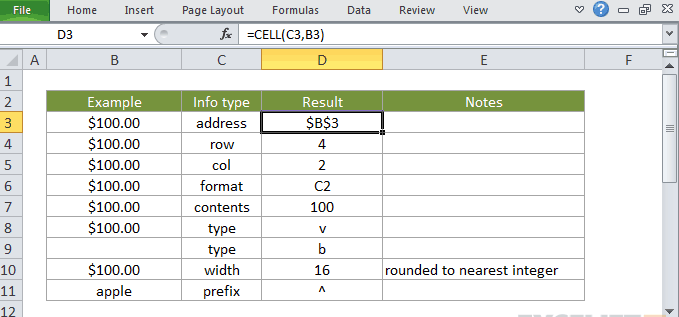 File Home Insert Page Layout Formulas Data Review View
D3 fx =CELL(C3,B3)
A B C D E F
1
2 Example Info type Result Notes
3 $100.00 address $B$3
4 $100.00 row 4
5 $100.00 col 2
6 $100.00 format C2
7 $100.00 contents 100
8 $100.00 type v
9 type b
10 $100.00 width 16 rounded to nearest integer
11 apple prefix ^
12